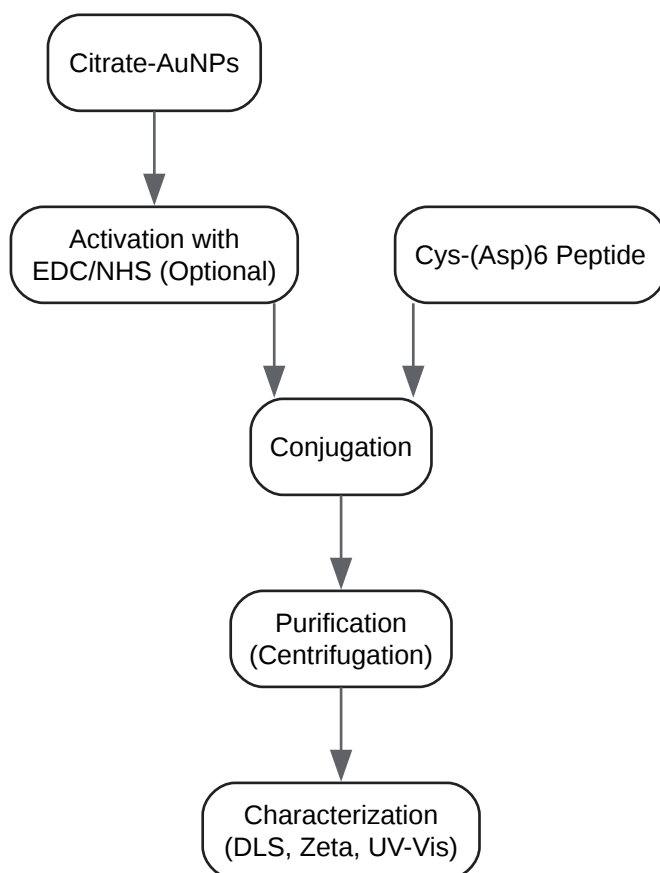 Citrate-AuNPs
Activation with
EDC/NHS (Optional)
Cys-(Asp)6 Peptide
Conjugation
Purification
(Centrifugation)
Characterization
(DLS, Zeta, UV-Vis)